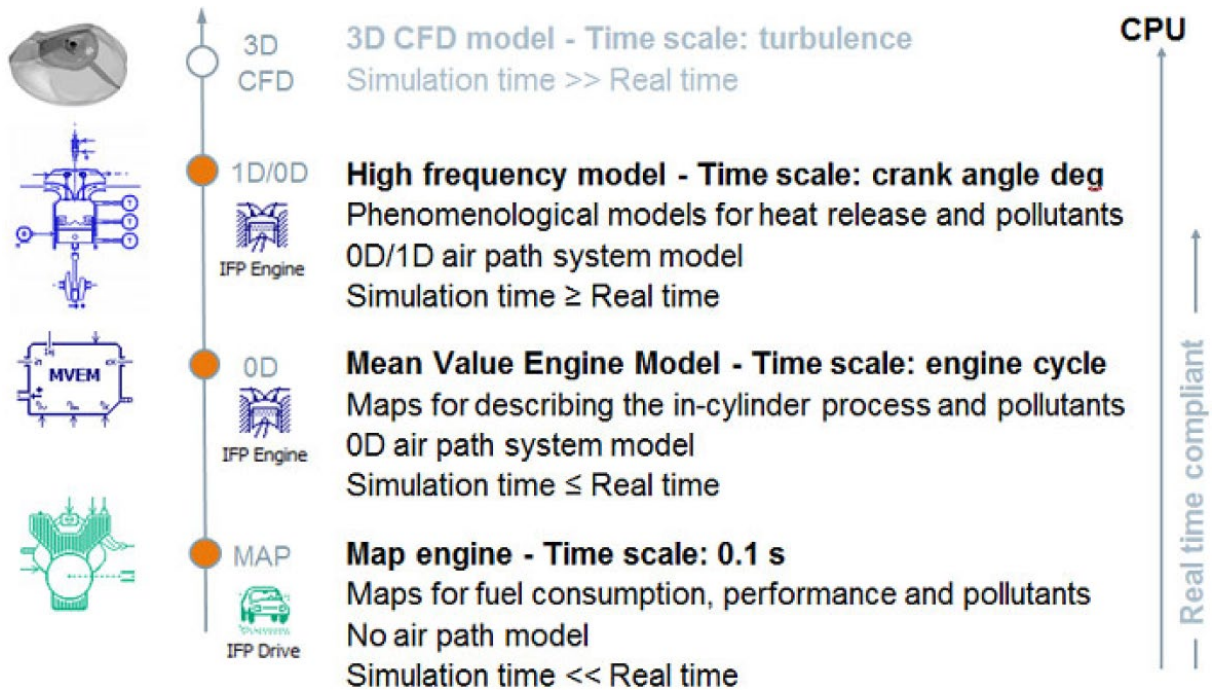 CPU
3D
CFD
3D CFD model - Time scale: turbulence
Simulation time >> Real time
1D/0D
IFP Engine
High frequency model - Time scale: crank angle deg
Phenomenological models for heat release and pollutants
0D/1D air path system model
Simulation time ≥ Real time
MVEM
0D
IFP Engine
Mean Value Engine Model - Time scale: engine cycle
Maps for describing the in-cylinder process and pollutants
0D air path system model
Simulation time ≤ Real time
MAP
IFP Drive
Map engine - Time scale: 0.1 s
Maps for fuel consumption, performance and pollutants
No air path model
Simulation time << Real time
Real time compliant